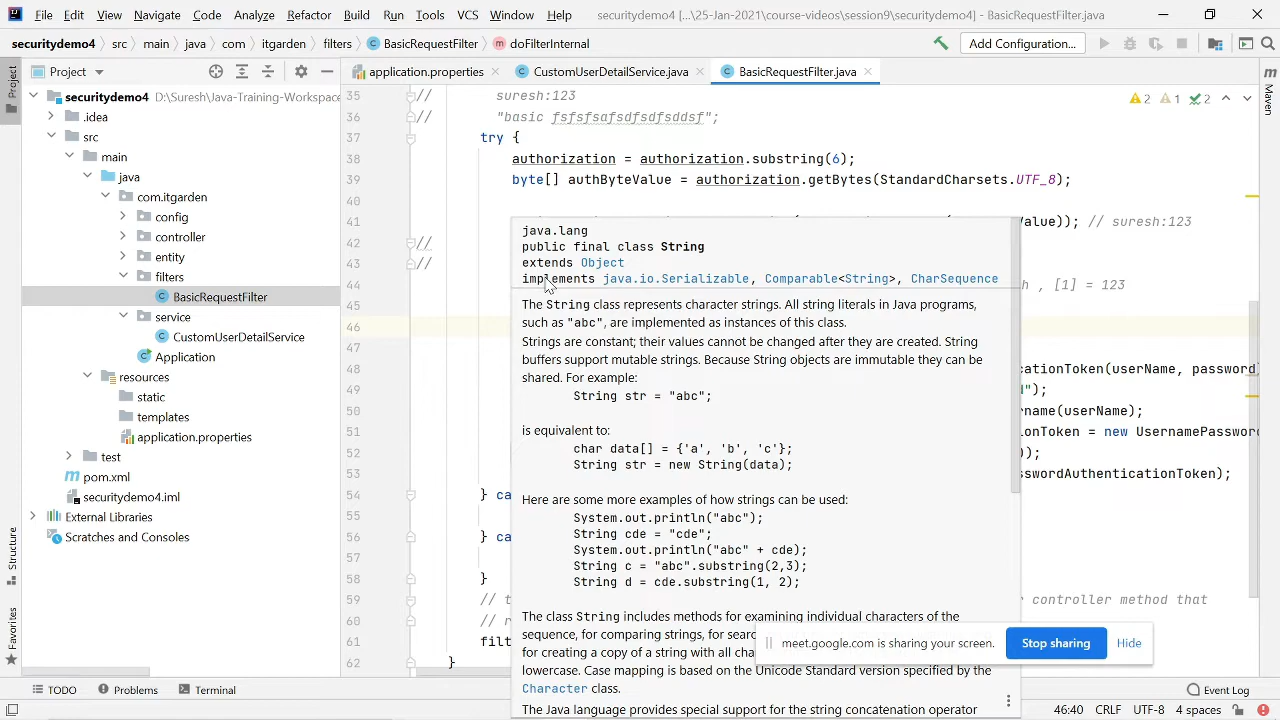 File Edit View Navigate Code Analyze Refactor Build Run Tools VCS Window Help securitydemo4 [...\25-Jan-2021\course-videos\session9\securitydemo4] - BasicRequestFilter.java
securitydemo4 src main java com itgarden filters BasicRequestFilter doFilterInternal Add Configuration...
Project application.properties CustomUserDetailService.java BasicRequestFilter.java
Project
securitydemo4 D:\Suresh\Java-Training-Workspace
.idea
src
main
java
com.itgarden
config
controller
entity
filters
BasicRequestFilter
service
CustomUserDetailService
Application
resources
static
templates
application.properties
test
pom.xml
securitydemo4.iml
External Libraries
Scratches and Consoles
Structure
Favorites
Maven
2 1 2
35 // suresh:123
36 // "basic fsfsfsafsdfsdfsddsf";
37 try {
38 authorization = authorization.substring(6);
39 byte[] authByteValue = authorization.getBytes(StandardCharsets.UTF_8);
40
41 Value)); // suresh:123
42 //
43 //
44 h , [1] = 123
45
46
47
48 cationToken(userName, password
49 ");
50 rname(userName);
51 onToken = new UsernamePassword
52 ));
53 swordAuthenticationToken);
54 } ca
55
56 } ca
57
58 }
59 // t controller method that
60 // r
61 filt
62 }
java.lang
public final class String
extends Object
implements java.io.Serializable, Comparable<String>, CharSequence
The String class represents character strings. All string literals in Java programs,
such as "abc", are implemented as instances of this class.
Strings are constant; their values cannot be changed after they are created. String
buffers support mutable strings. Because String objects are immutable they can be
shared. For example:
String str = "abc";
is equivalent to:
char data[] = {'a', 'b', 'c'};
String str = new String(data);
Here are some more examples of how strings can be used:
System.out.println("abc");
String cde = "cde";
System.out.println("abc" + cde);
String c = "abc".substring(2,3);
String d = cde.substring(1, 2);
The class String includes methods for examining individual characters of the
sequence, for comparing strings, for sear
for creating a copy of a string with all cha
lowercase. Case mapping is based on the Unicode Standard version specified by the
Character class.
The Java language provides special support for the string concatenation operator
meet.google.com is sharing your screen. Stop sharing Hide
TODO Problems Terminal Event Log
46:40 CRLF UTF-8 4 spaces